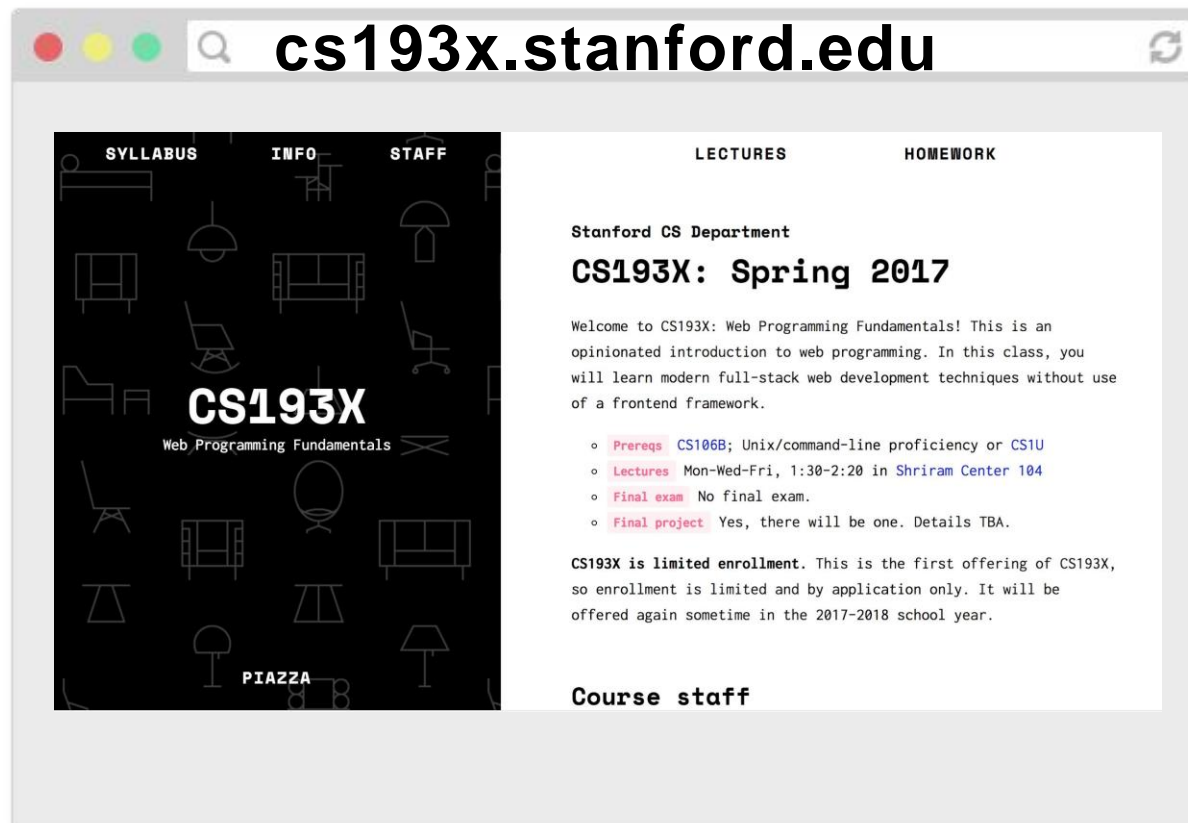 cs193x.stanford.edu
SYLLABUS INFO STAFF
LECTURES HOMEWORK
CS193X
Web Programming Fundamentals
PIAZZA
Stanford CS Department
CS193X: Spring 2017
Welcome to CS193X: Web Programming Fundamentals! This is an
opinionated introduction to web programming. In this class, you
will learn modern full-stack web development techniques without use
of a frontend framework.
Prereqs CS106B; Unix/command-line proficiency or CS1U
Lectures Mon-Wed-Fri, 1:30-2:20 in Shriram Center 104
Final exam No final exam.
Final project Yes, there will be one. Details TBA.
CS193X is limited enrollment. This is the first offering of CS193X,
so enrollment is limited and by application only. It will be
offered again sometime in the 2017-2018 school year.
Course staff